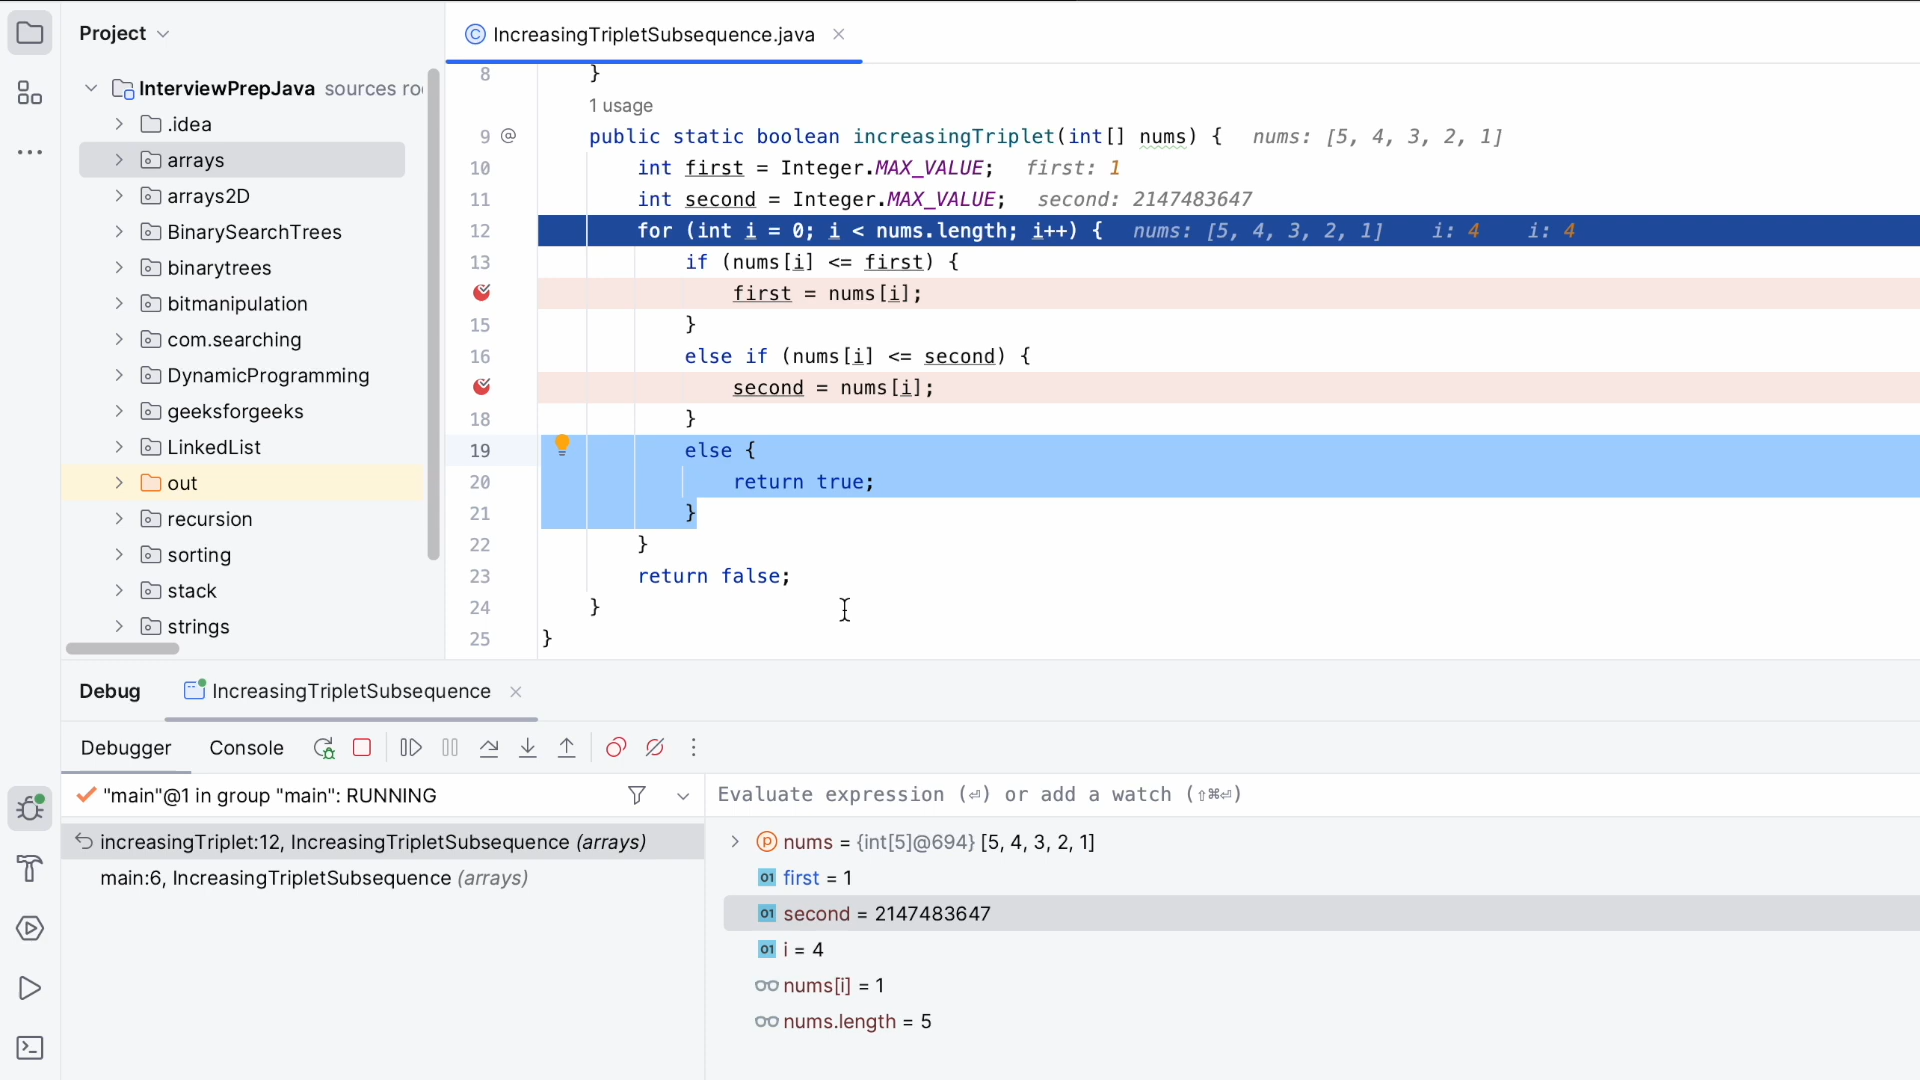 Project
InterviewPrepJava sources ro
.idea
arrays
arrays2D
BinarySearchTrees
binarytrees
bitmanipulation
com.searching
DynamicProgramming
geeksforgeeks
LinkedList
out
recursion
sorting
stack
strings
IncreasingTripletSubsequence.java
8 }
1 usage
9 @ public static boolean increasingTriplet(int[] nums) { nums: [5, 4, 3, 2, 1]
10 int first = Integer.MAX_VALUE; first: 1
11 int second = Integer.MAX_VALUE; second: 2147483647
12 for (int i = 0; i < nums.length; i++) { nums: [5, 4, 3, 2, 1] i: 4 i: 4
13 if (nums[i] <= first) {
first = nums[i];
15 }
16 else if (nums[i] <= second) {
second = nums[i];
18 }
19 else {
20 return true;
21 }
22 }
23 return false;
24 }
25 }
Debug IncreasingTripletSubsequence
Debugger Console
"main"@1 in group "main": RUNNING
increasingTriplet:12, IncreasingTripletSubsequence (arrays)
main:6, IncreasingTripletSubsequence (arrays)
Evaluate expression (⏎) or add a watch (⇧⌘⏎)
nums = {int[5]@694} [5, 4, 3, 2, 1]
first = 1
second = 2147483647
i = 4
nums[i] = 1
nums.length = 5